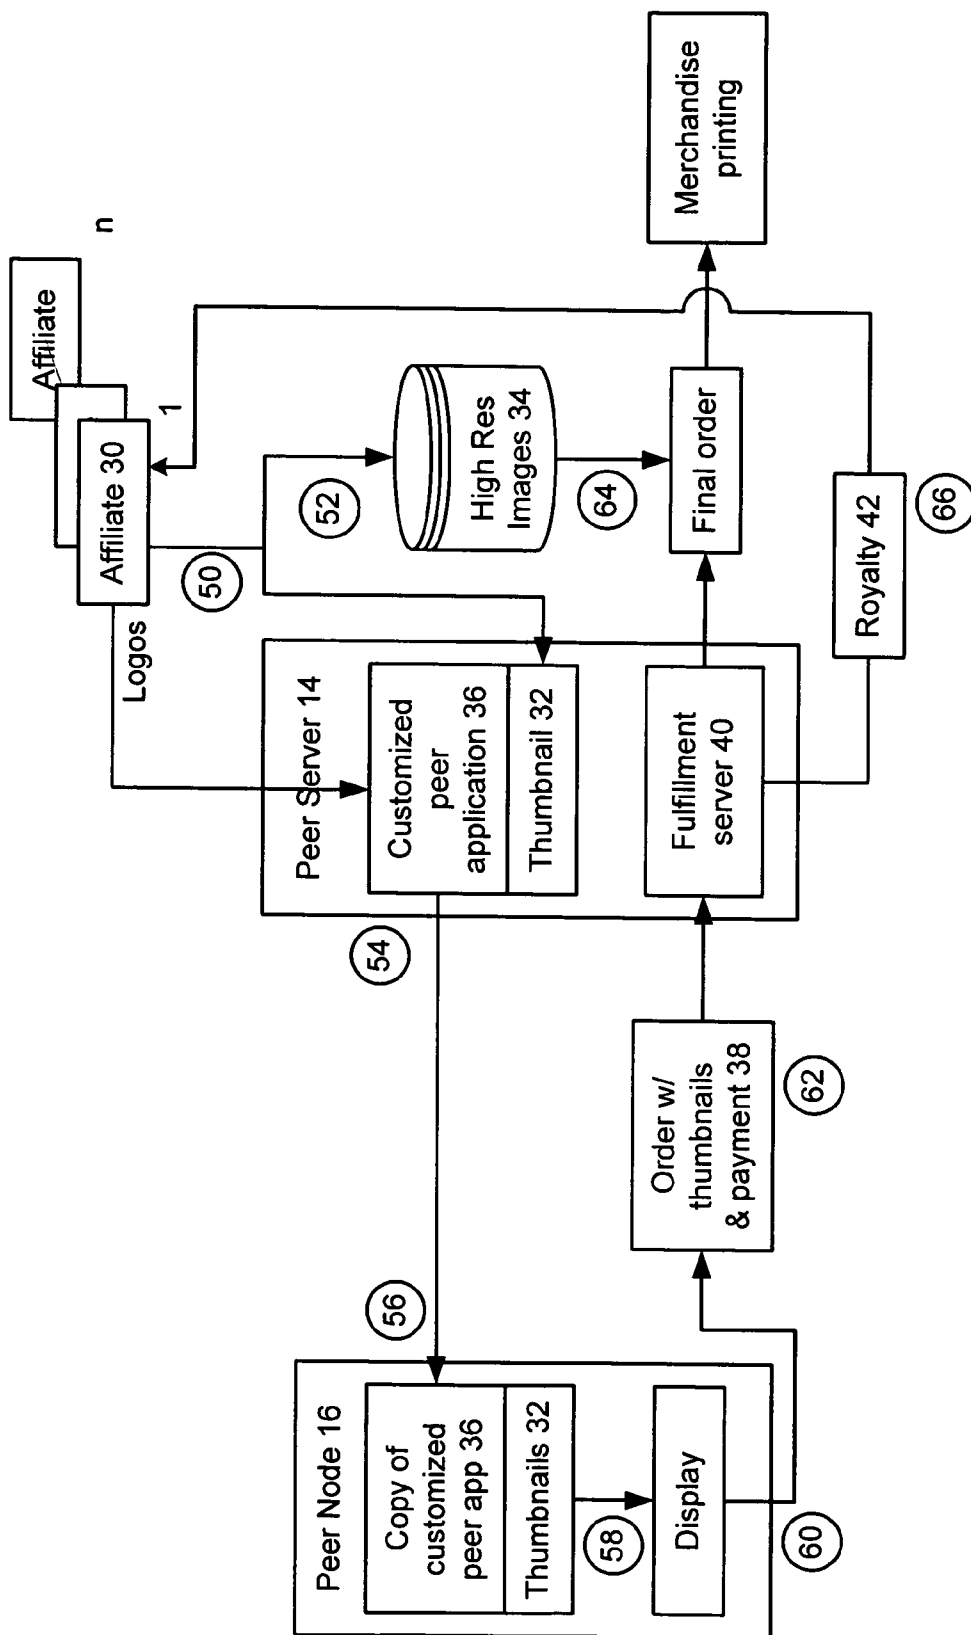 Affiliate
n
Affiliate 30
1
Logos
50
52
High Res
Images 34
64
Final order
Merchandise
printing
Royalty 42
66
Peer Server 14
Customized
peer
application 36
Thumbnail 32
Fulfillment
server 40
54
56
Order w/
thumbnails
& payment 38
62
Peer Node 16
Copy of
customized
peer app 36
Thumbnails 32
58
Display
60